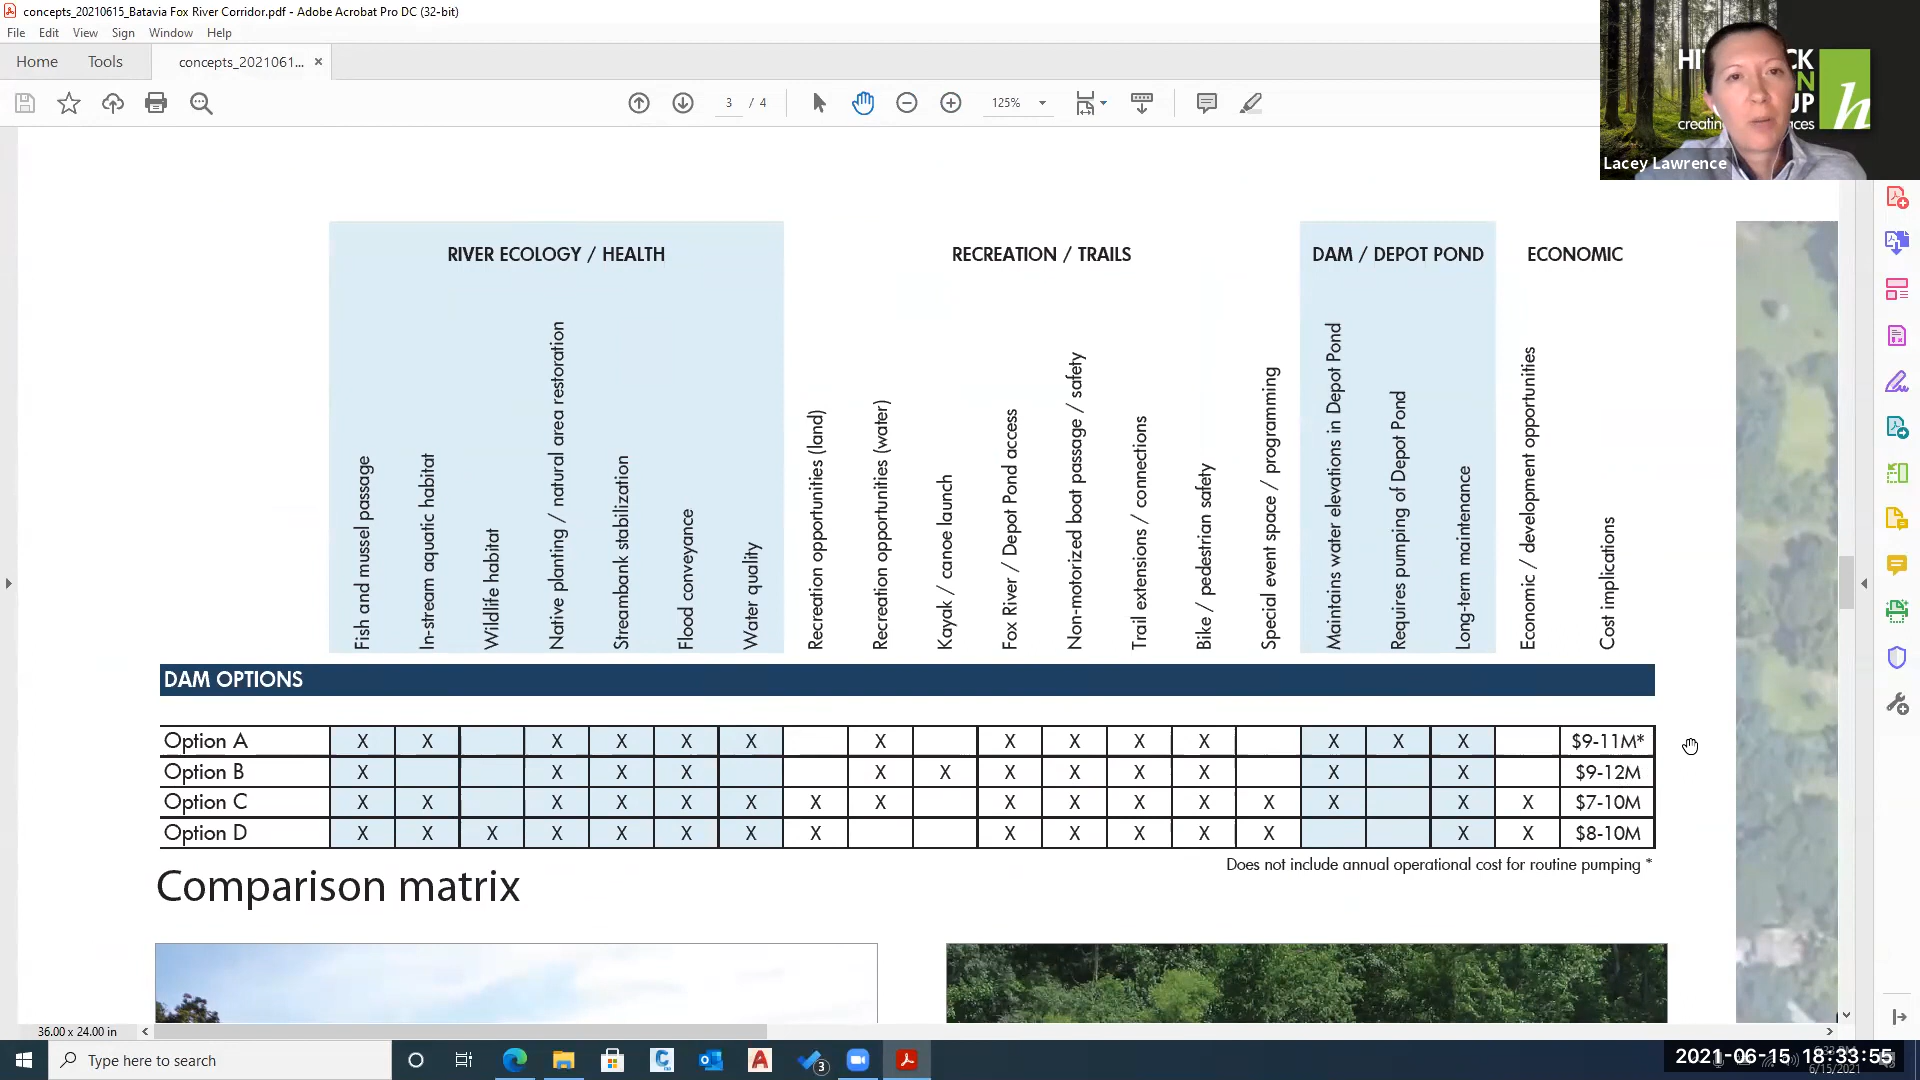 concepts_20210615_Batavia Fox River Corridor.pdf - Adobe Acrobat Pro DC (32-bit)
File Edit View Sign Window Help
Home Tools concepts_2021061... ×
3 / 4 125%
creating
Lacey Lawrence
RIVER ECOLOGY / HEALTH RECREATION / TRAILS DAM / DEPOT POND ECONOMIC
Fish and mussel passage
In-stream aquatic habitat
Wildlife habitat
Native planting / natural area restoration
Streambank stabilization
Flood conveyance
Water quality
Recreation opportunities (land)
Recreation opportunities (water)
Kayak / canoe launch
Fox River / Depot Pond access
Non-motorized boat passage / safety
Trail extensions / connections
Bike / pedestrian safety
Special event space / programming
Maintains water elevations in Depot Pond
Requires pumping of Depot Pond
Long-term maintenance
Economic / development opportunities
Cost implications
DAM OPTIONS
Option A X X X X X X X X X X X X X X $9-11M*
Option B X X X X X X X X X X X X $9-12M
Option C X X X X X X X X X X X X X X X X $7-10M
Option D X X X X X X X X X X X X X X X $8-10M
Does not include annual operational cost for routine pumping *
Comparison matrix
36.00 x 24.00 in
Type here to search
3
2021-06-15 18:33:55
6/15/2021